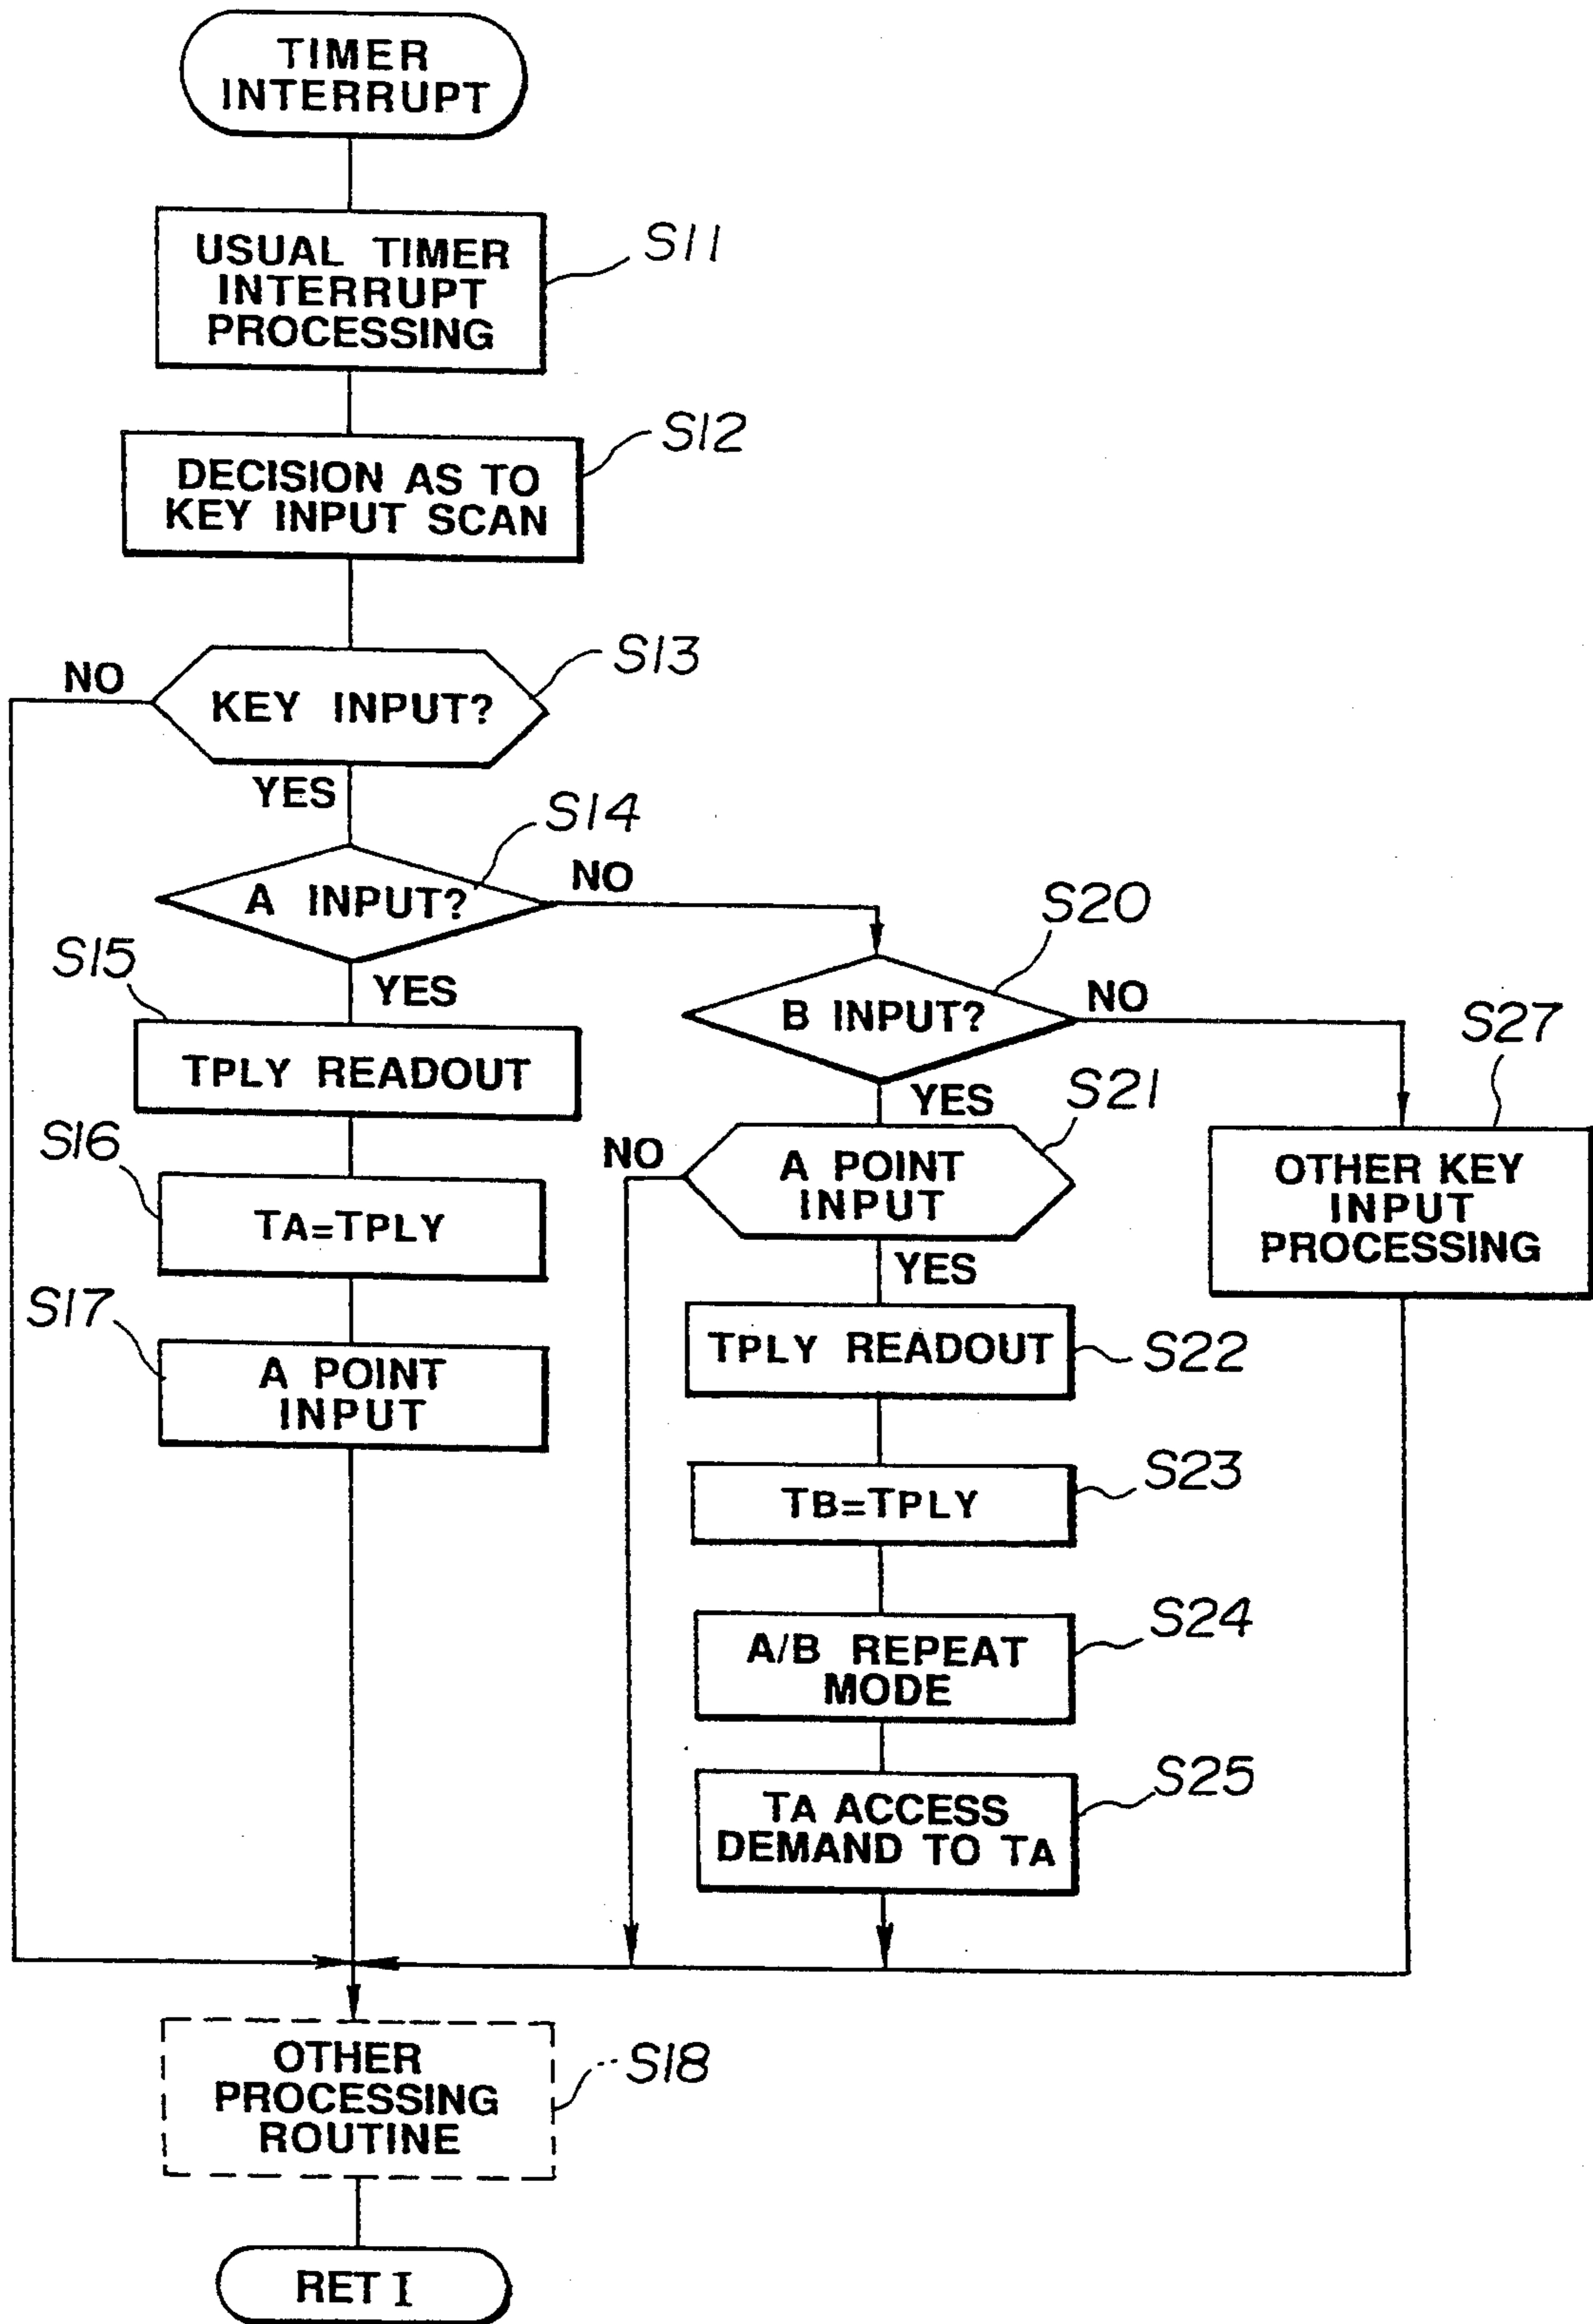 TIMER
INTERRUPT
USUAL TIMER
INTERRUPT
PROCESSING
S11
DECISION AS TO
KEY INPUT SCAN
S12
KEY INPUT?
S13
NO
YES
A INPUT?
S14
NO
YES
S15
TPLY READOUT
S16
TA=TPLY
S17
A POINT
INPUT
B INPUT?
S20
NO
YES
A POINT
INPUT
S21
NO
YES
TPLY READOUT
S22
TB=TPLY
S23
A/B REPEAT
MODE
S24
TA ACCESS
DEMAND TO TA
S25
S27
OTHER KEY
INPUT
PROCESSING
OTHER
PROCESSING
ROUTINE
S18
RET I